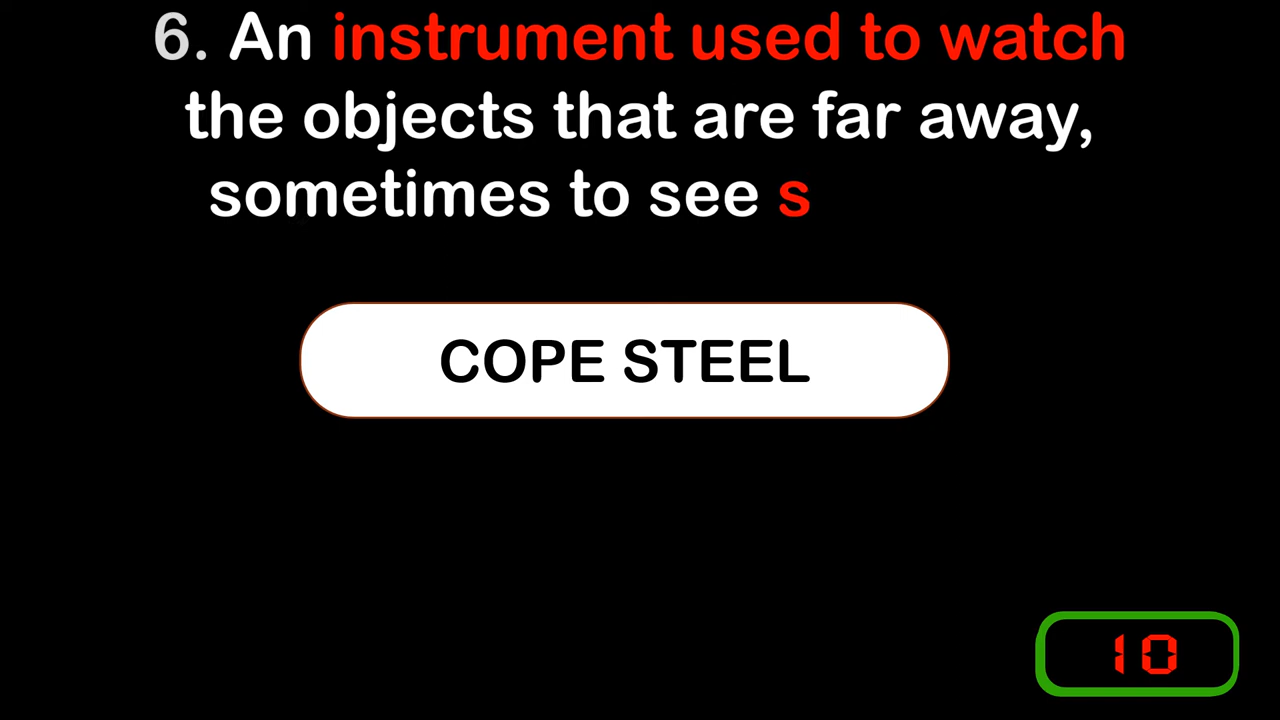 6. An instrument used to watch
the objects that are far away,
sometimes to see s
COPE STEEL
10